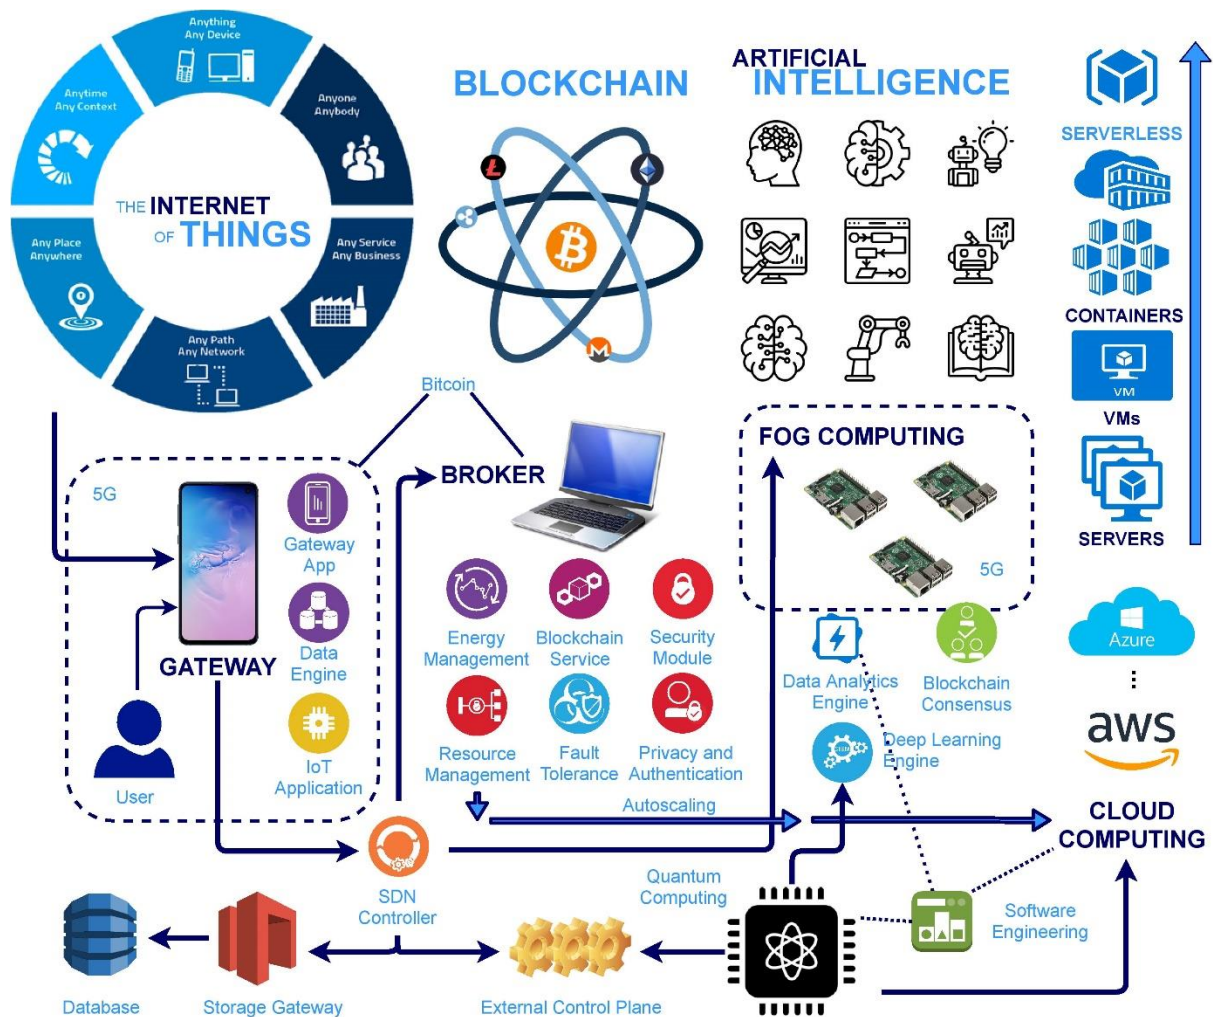 Anything
Any Device
Anytime
Any Context
Anyone
Anybody
THE INTERNET
OF THINGS
Any Place
Anywhere
Any Service
Any Business
Any Path
Any Network
BLOCKCHAIN
ARTIFICIAL
INTELLIGENCE
SERVERLESS
CONTAINERS
VM
VMs
SERVERS
Bitcoin
5G
Gateway
App
Data
Engine
IoT
Application
GATEWAY
User
BROKER
Energy
Management
Blockchain
Service
Security
Module
Resource
Management
Fault
Tolerance
Privacy and
Authentication
Autoscaling
FOG COMPUTING
5G
Data Analytics
Engine
Blockchain
Consensus
Deep Learning
Engine
Azure
aws
CLOUD
COMPUTING
SDN
Controller
Quantum
Computing
Software
Engineering
Database
Storage Gateway
External Control Plane